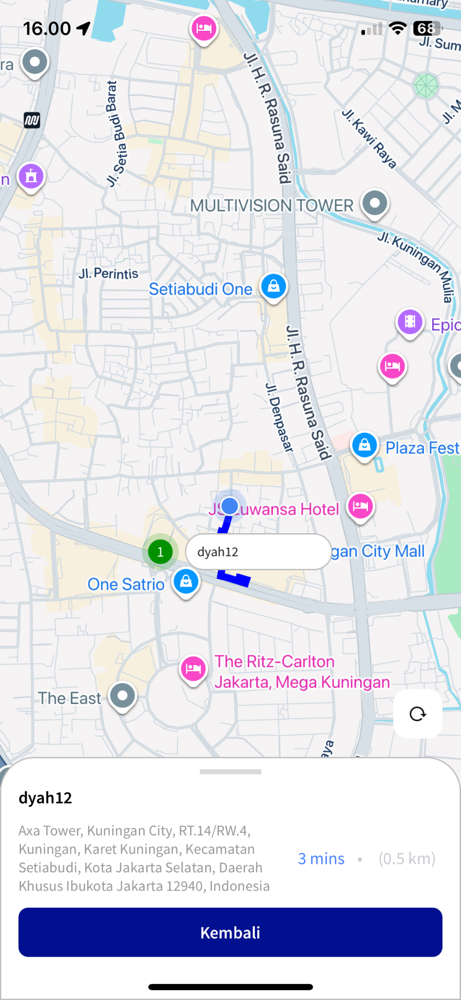 16.00
68
Jl. Sum
ra
Jl. H. R. Rasuna Said
Jl. Setia Budi Barat
Jl. M
Jl. Kawi Raya
n
MULTIVISION TOWER
Jl. Kuningan Mulia
Jl. Perintis
Setiabudi One
Epic
Jl. H. R. Rasuna Said
Jl. Denpasar
Plaza Festi
JS Luwansa Hotel
1
dyah12
gan City Mall
One Satrio
The Ritz-Carlton
Jakarta, Mega Kuningan
The East
aya
dyah12
Axa Tower, Kuningan City, RT.14/RW.4,
Kuningan, Karet Kuningan, Kecamatan
Setiabudi, Kota Jakarta Selatan, Daerah
Khusus Ibukota Jakarta 12940, Indonesia
3 mins • (0.5 km)
Kembali